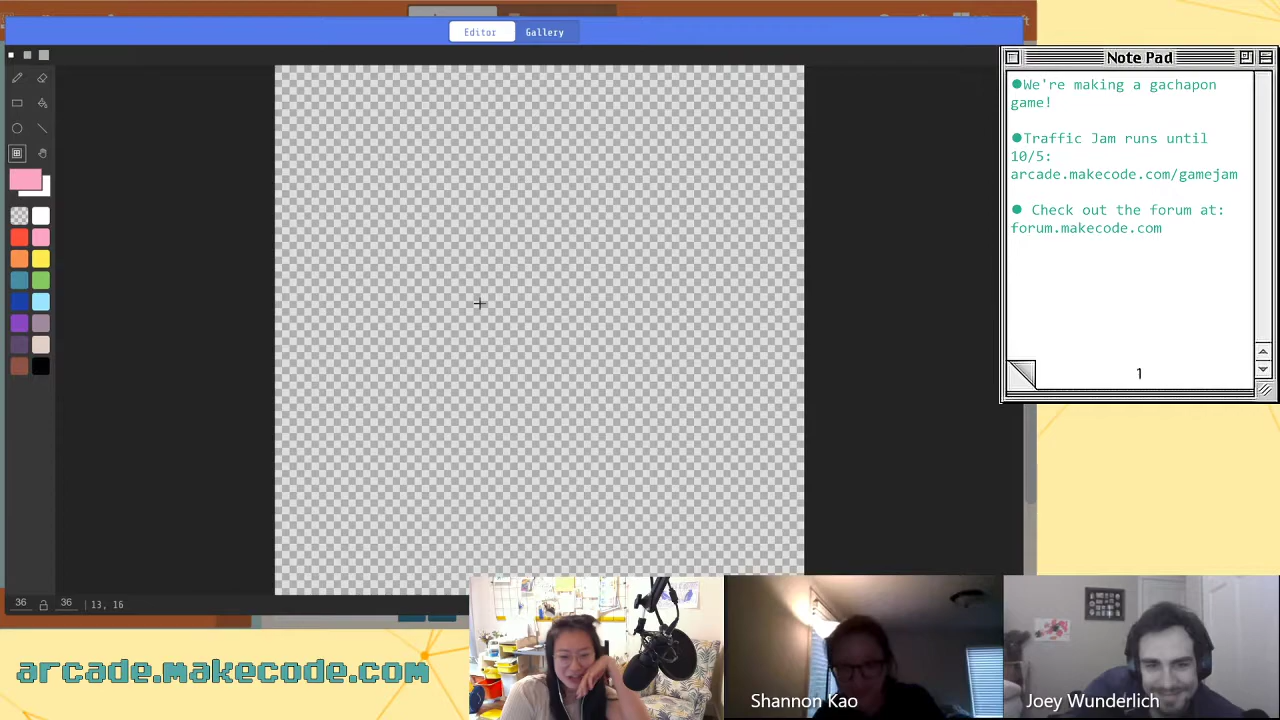 Editor
Gallery
Note Pad
●We're making a gachapon
game!
●Traffic Jam runs until
10/5:
arcade.makecode.com/gamejam
● Check out the forum at:
forum.makecode.com
1
36
36
13, 16
arcade.makecode.com
Shannon Kao
Joey Wunderlich